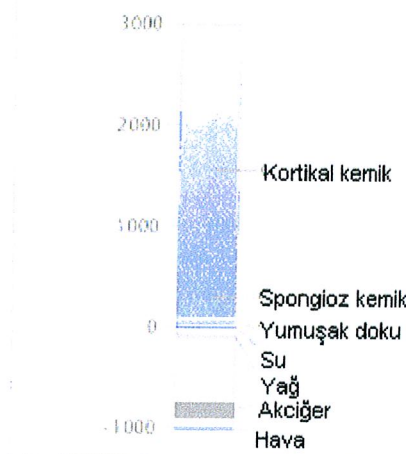 3000
2000
Kortikal kemik
1000
Spongioz kemik
0
Yumuşak doku
Su
Yağ
Akciğer
-1000
Hava